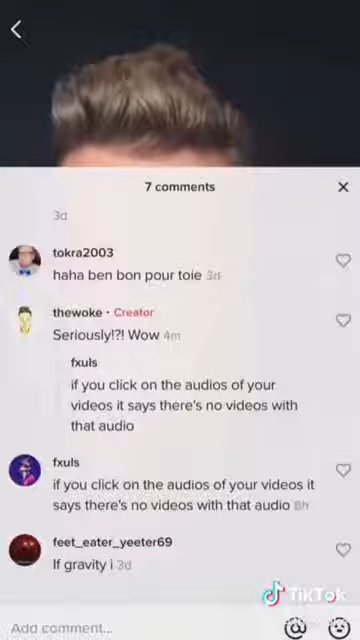 7 comments
3d
tokra2003
haha ben bon pour toie 3d
thewoke · Creator
Seriously!?! Wow 4m
fxuls
if you click on the audios of your
videos it says there's no videos with
that audio
fxuls
if you click on the audios of your videos it
says there's no videos with that audio 8h
feet_eater_yeeter69
If gravity i 3d
TikTok
Add comment...